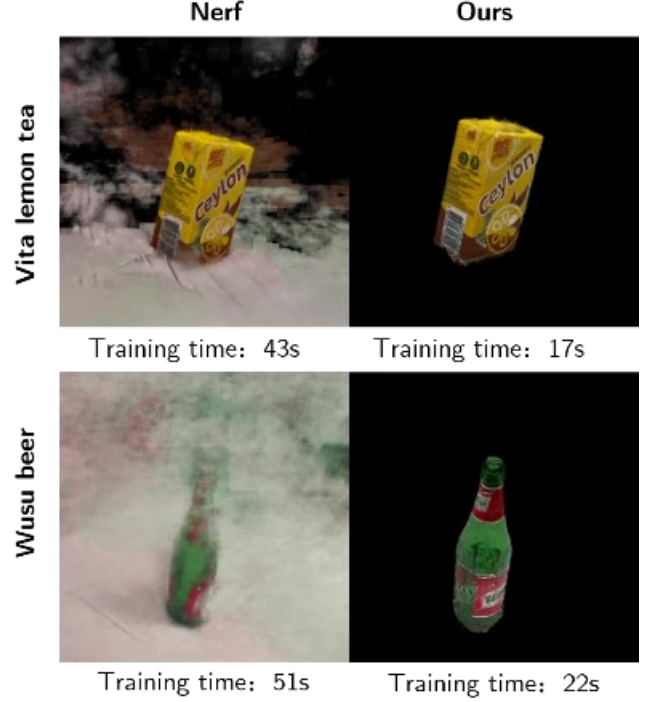 Nerf
Ours
Vita lemon tea
Ceylon
Ceylon
Training time：43s
Training time：17s
Wusu beer
Training time：51s
Training time：22s